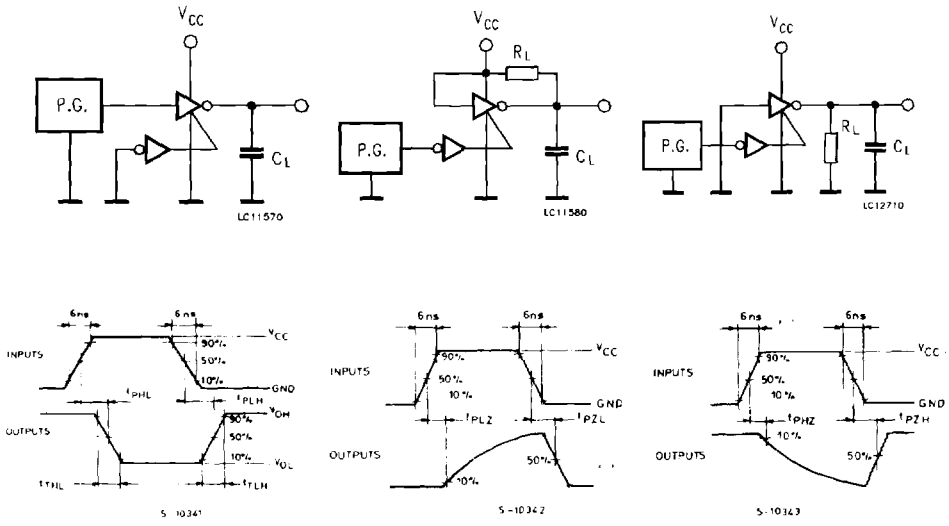 VCC
P.G.
CL
LC11570
VCC
RL
P.G.
CL
LC11580
VCC
P.G.
RL
CL
LC12710
6ns
6ns
INPUTS
VCC
90%
50%
10%
GND
tPHL
tPLH
OUTPUTS
VOH
90%
50%
10%
VOL
tTHL
tTLH
S-10341
6ns
6ns
INPUTS
VCC
90%
50%
10%
GND
tPLZ
tPZL
OUTPUTS
10%
50%
S-10342
6ns
6ns
INPUTS
VCC
90%
50%
10%
GND
tPHZ
tPZH
OUTPUTS
10%
50%
S-10343